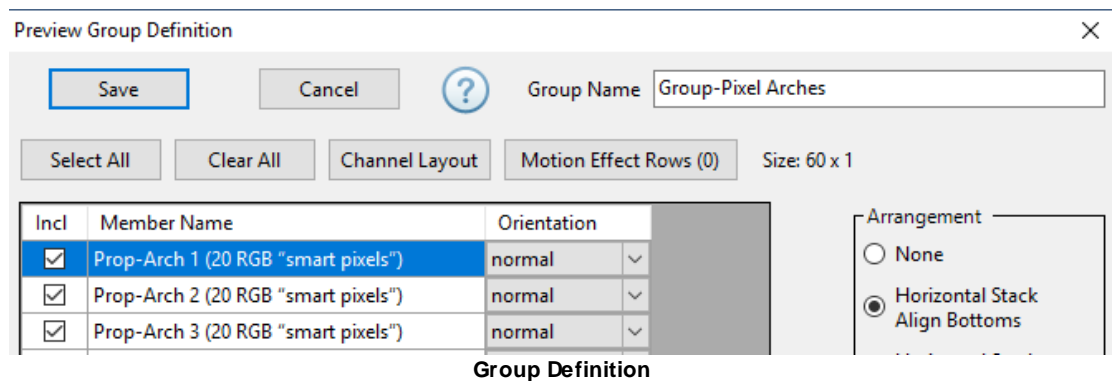 Preview Group Definition
Save Cancel ? Group Name Group-Pixel Arches
Select All Clear All Channel Layout Motion Effect Rows (0) Size: 60 x 1
Incl Member Name Orientation
Prop-Arch 1 (20 RGB “smart pixels”) normal
Prop-Arch 2 (20 RGB “smart pixels”) normal
Prop-Arch 3 (20 RGB “smart pixels”) normal
Arrangement
None
Horizontal Stack
Align Bottoms
Group Definition